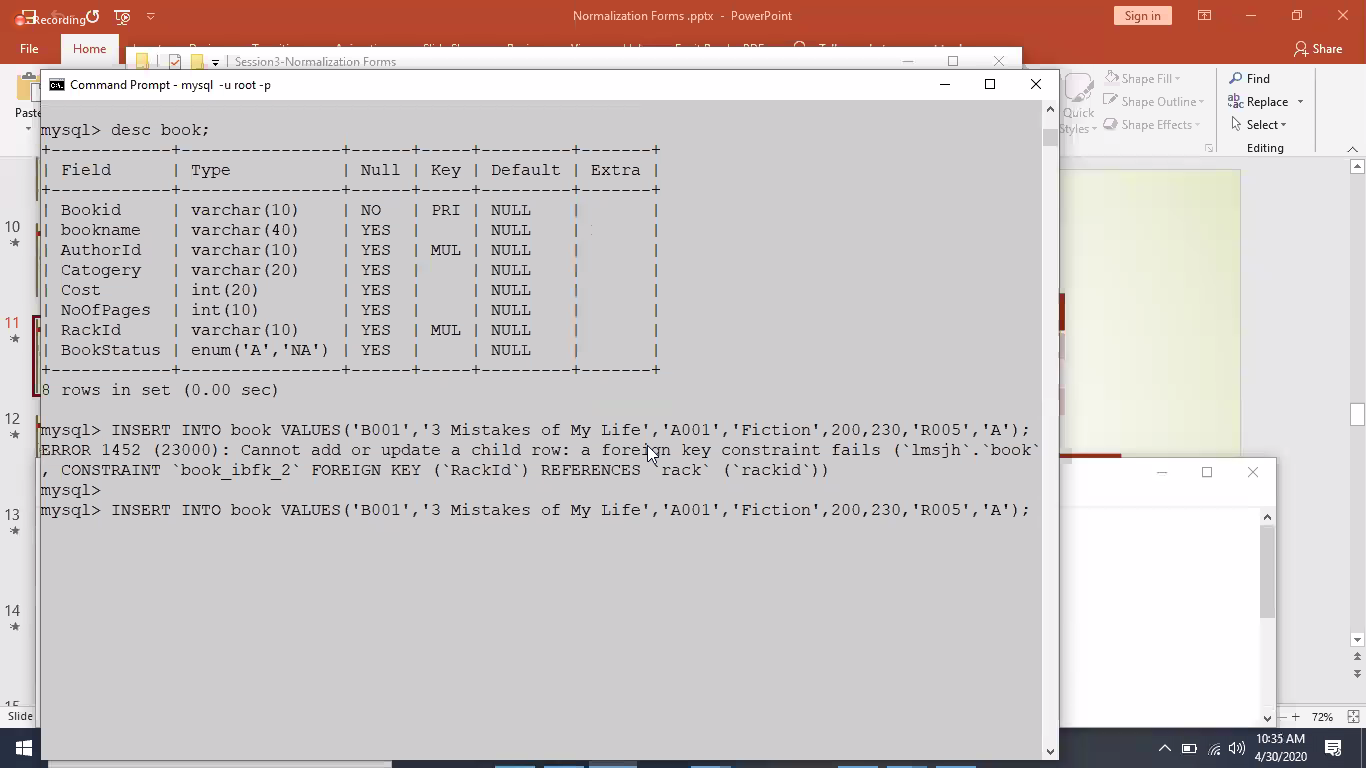 Recording
Normalization Forms .pptx - PowerPoint
Sign in
File
Home
Share
Session3-Normalization Forms
Command Prompt - mysql -u root -p
Paste
Quick
Styles
Shape Fill
Shape Outline
Shape Effects
Find
Replace
Select
Editing
mysql> desc book;
+------------+----------------+------+-----+---------+-------+
| Field | Type | Null | Key | Default | Extra |
+------------+----------------+------+-----+---------+-------+
| Bookid | varchar(10) | NO | PRI | NULL | |
| bookname | varchar(40) | YES | | NULL | |
| AuthorId | varchar(10) | YES | MUL | NULL | |
| Catogery | varchar(20) | YES | | NULL | |
| Cost | int(20) | YES | | NULL | |
| NoOfPages | int(10) | YES | | NULL | |
| RackId | varchar(10) | YES | MUL | NULL | |
| BookStatus | enum('A','NA') | YES | | NULL | |
+------------+----------------+------+-----+---------+-------+
8 rows in set (0.00 sec)
mysql> INSERT INTO book VALUES('B001','3 Mistakes of My Life','A001','Fiction',200,230,'R005','A');
ERROR 1452 (23000): Cannot add or update a child row: a foreign key constraint fails (`lmsjh`.`book`
, CONSTRAINT `book_ibfk_2` FOREIGN KEY (`RackId`) REFERENCES `rack` (`rackid`))
mysql>
mysql> INSERT INTO book VALUES('B001','3 Mistakes of My Life','A001','Fiction',200,230,'R005','A');
10
11
12
13
14
Slide
72%
10:35 AM
4/30/2020